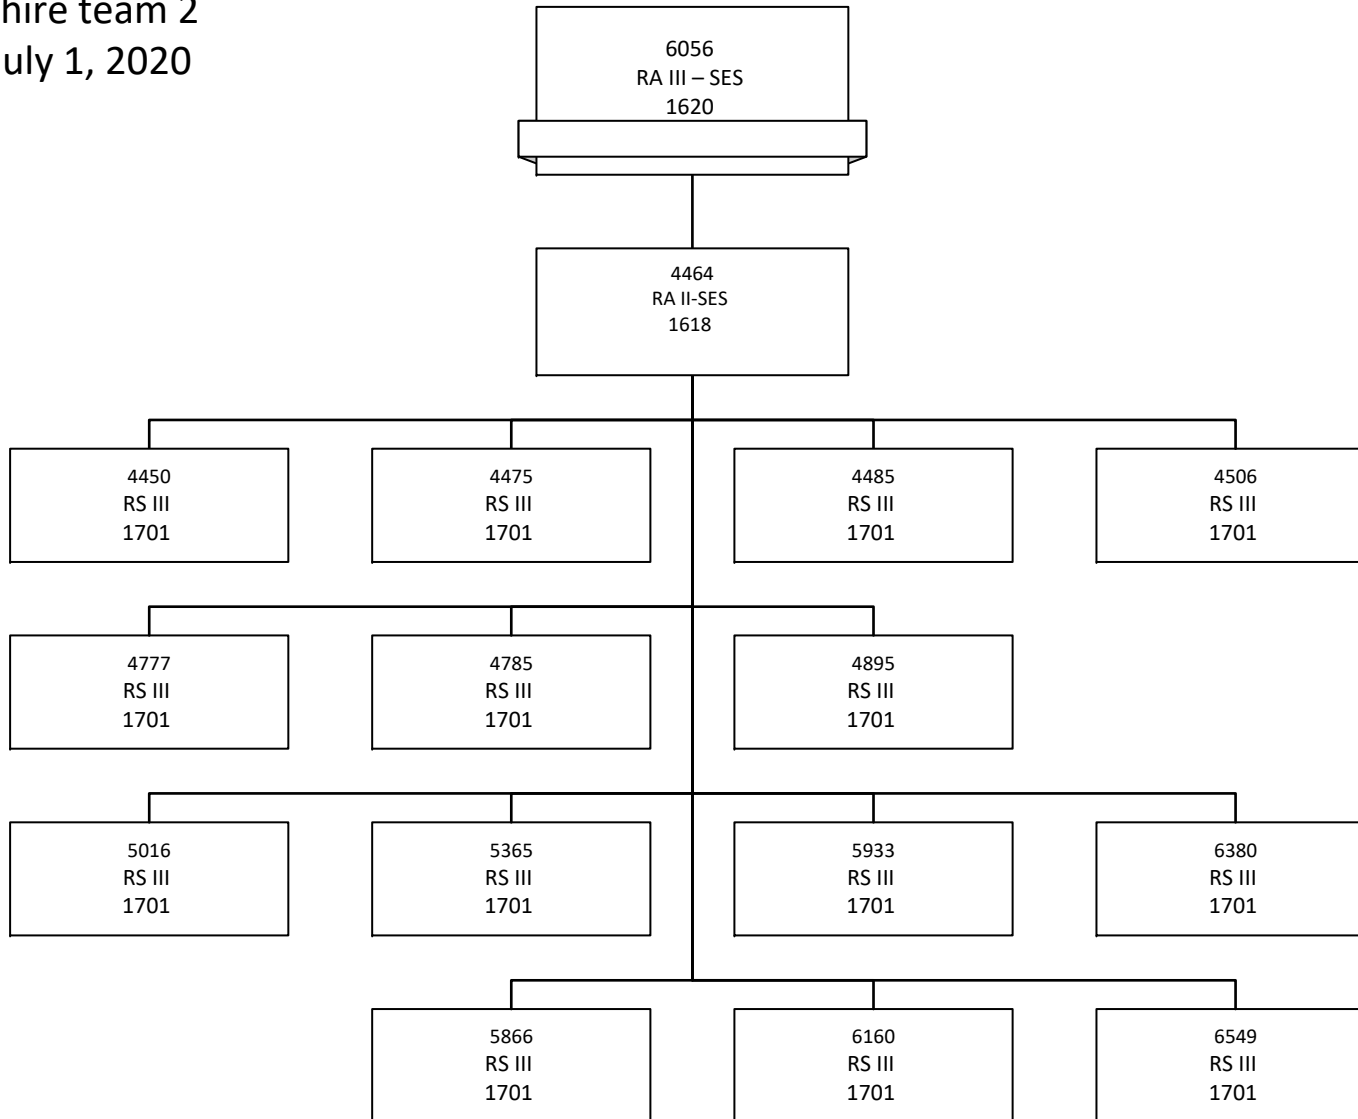 hire team 2
uly 1, 2020
6056
RA III – SES
1620
4464
RA II-SES
1618
4450
RS III
1701
4475
RS III
1701
4485
RS III
1701
4506
RS III
1701
4777
RS III
1701
4785
RS III
1701
4895
RS III
1701
5016
RS III
1701
5365
RS III
1701
5933
RS III
1701
6380
RS III
1701
5866
RS III
1701
6160
RS III
1701
6549
RS III
1701